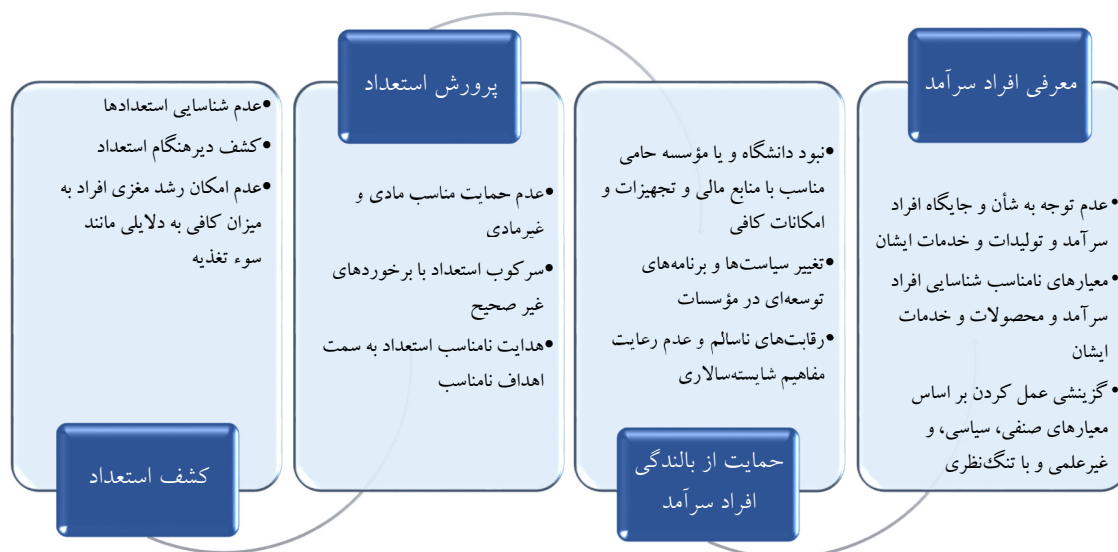 کشف استعداد
•عدم شناسایی استعدادها
•کشف دیرهنگام استعداد
•عدم امکان رشد مغزی افراد به
میزان کافی به دلایلی مانند
سوء تغذیه
پرورش استعداد
•عدم حمایت مناسب مادی و
غیرمادی
•سرکوب استعداد با برخوردهای
غیر صحیح
•هدایت نامناسب استعداد به سمت
اهداف نامناسب
حمایت از بالندگی
افراد سرآمد
•نبود دانشگاه و یا مؤسسه حامی
مناسب با منابع مالی و تجهیزات و
امکانات کافی
•تغییر سیاست‌ها و برنامه‌های
توسعه‌ای در مؤسسات
•رقابت‌های ناسالم و عدم رعایت
مفاهیم شایسته‌سالاری
معرفی افراد سرآمد
•عدم توجه به شأن و جایگاه افراد
سرآمد و تولیدات و خدمات ایشان
•معیارهای نامناسب شناسایی افراد
سرآمد و محصولات و خدمات
ایشان
•گزینشی عمل کردن بر اساس
معیارهای صنفی، سیاسی، و
غیرعلمی و با تنگ‌نظری